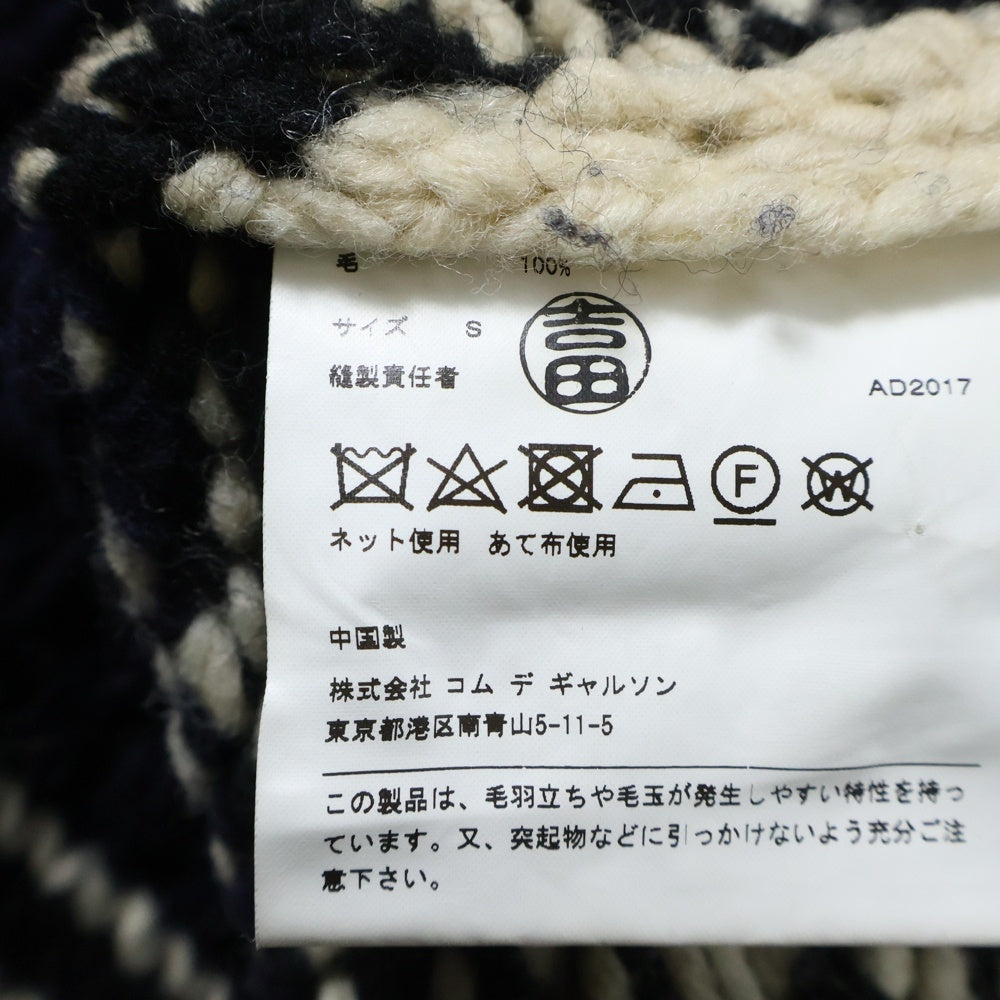 毛 100%
サイズ S
吉田
縫製責任者
AD2017
F W
ネット使用 あて布使用
中国製
株式会社 コム デ ギャルソン
東京都港区南青山5-11-5
この製品は、毛羽立ちや毛玉が発生しやすい特性を持っ
ています。又、突起物などに引っかけないよう充分ご注
意下さい。